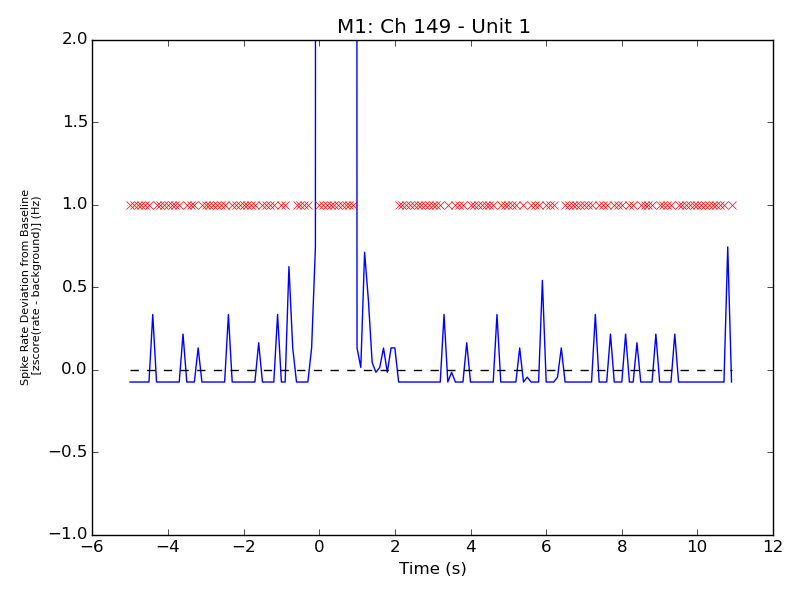 M1: Ch 149 - Unit 1
2.0
1.5
1.0
0.5
0.0
−0.5
−1.0
Spike Rate Deviation from Baseline
[zscore(rate - background)] (Hz)
−6 −4 −2 0 2 4 6 8 10 12
Time (s)